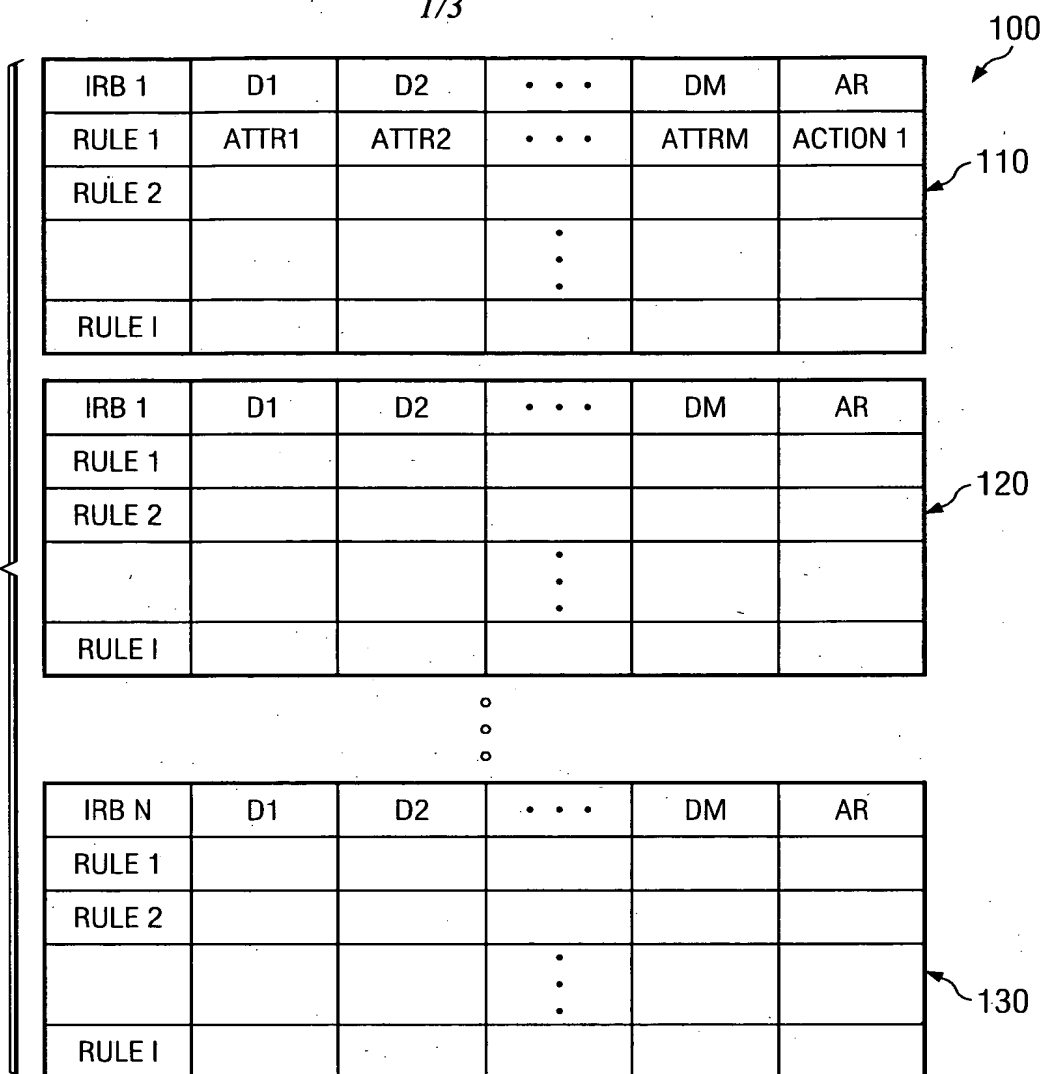 1/3
100
IRB 1 D1 D2 • • • DM AR
RULE 1 ATTR1 ATTR2 • • • ATTRM ACTION 1
110
RULE 2
RULE I
IRB 1 D1 D2 • • • DM AR
RULE 1
120
RULE 2
RULE I
IRB N D1 D2 • • • DM AR
RULE 1
RULE 2
130
RULE I